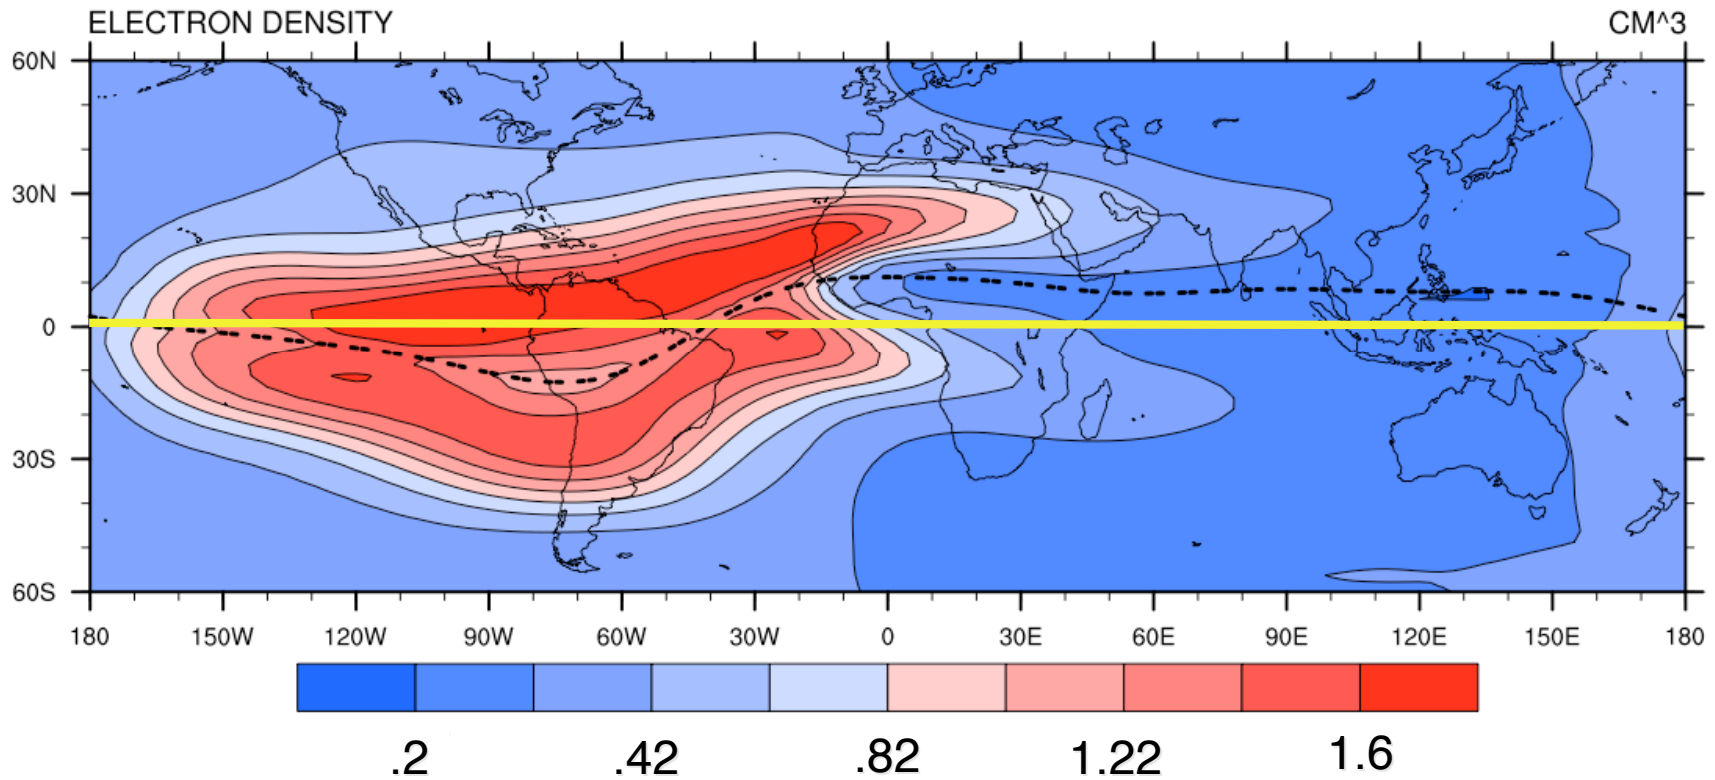 ELECTRON DENSITY CM^3
60N
30N
0
30S
60S
180 150W 120W 90W 60W 30W 0 30E 60E 90E 120E 150E 180
.2 .42 .82 1.22 1.6